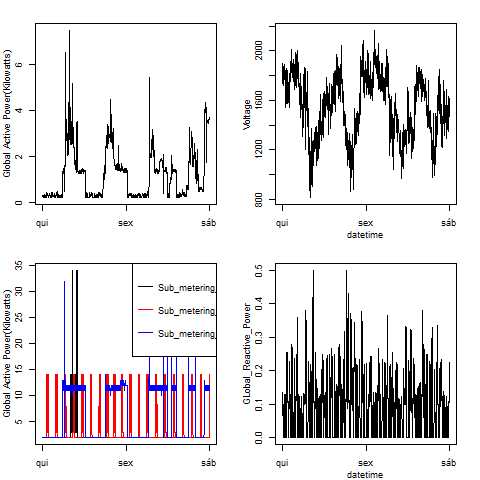 Global Active Power(Kilowatts)
0 2 4 6
qui sex sáb
Voltage
800 1200 1600 2000
qui sex sáb
datetime
Global Active Power(Kilowatts)
5 10 15 20 25 30 35
Sub_metering_
Sub_metering_
Sub_metering_
qui sex sáb
GLobal_Reactive_Power
0.0 0.1 0.2 0.3 0.4 0.5
qui sex sáb
datetime